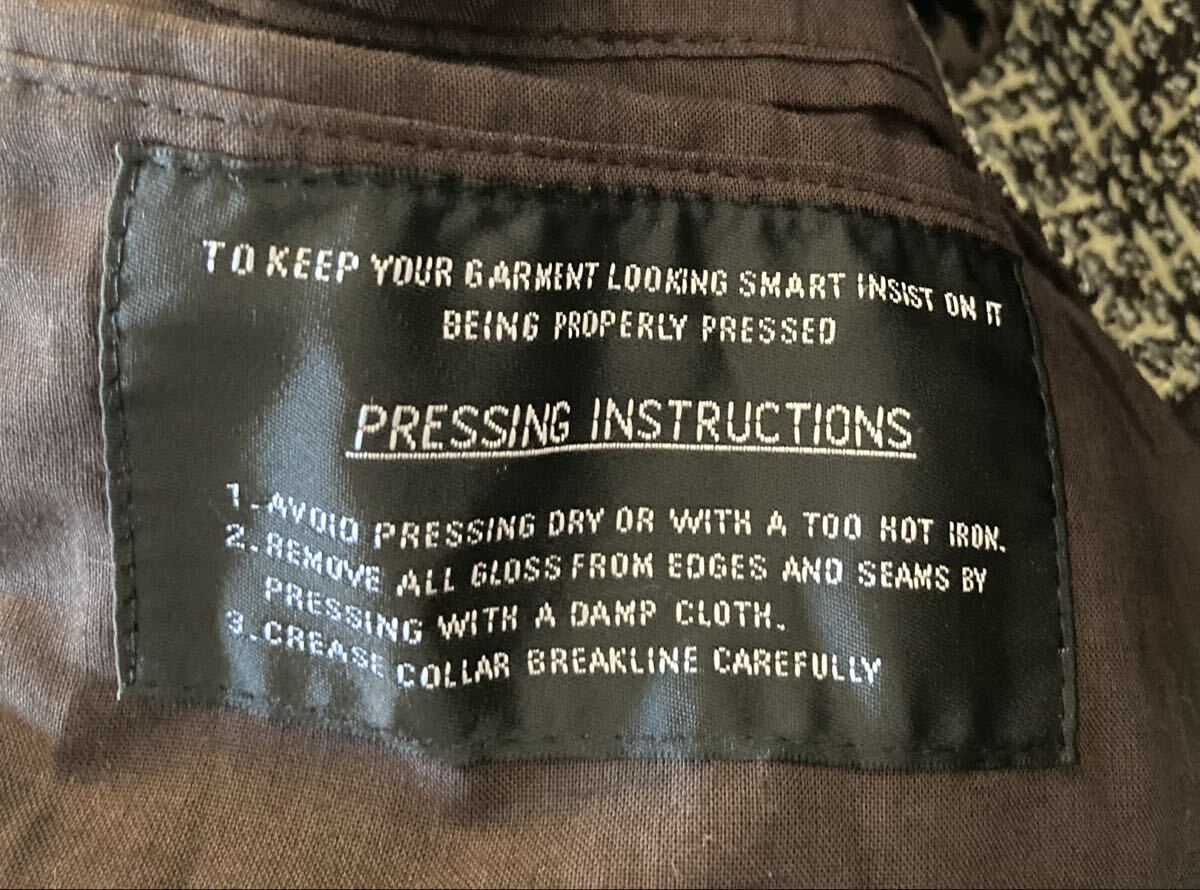 TO KEEP YOUR GARMENT LOOKING SMART INSIST ON IT
BEING PROPERLY PRESSED
PRESSING INSTRUCTIONS
1.-AVOID PRESSING DRY OR WITH A TOO HOT IRON.
2.-REMOVE ALL GLOSS FROM EDGES AND SEAMS BY
PRESSING WITH A DAMP CLOTH.
3.-CREASE COLLAR BREAKLINE CAREFULLY